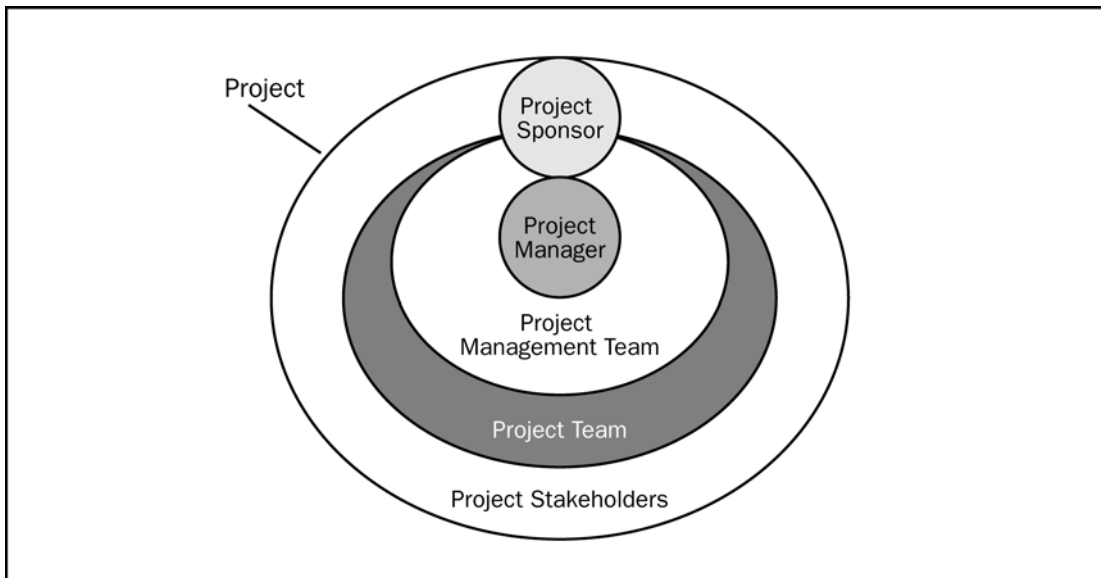 Project
Project
Sponsor
Project
Manager
Project
Management Team
Project Team
Project Stakeholders